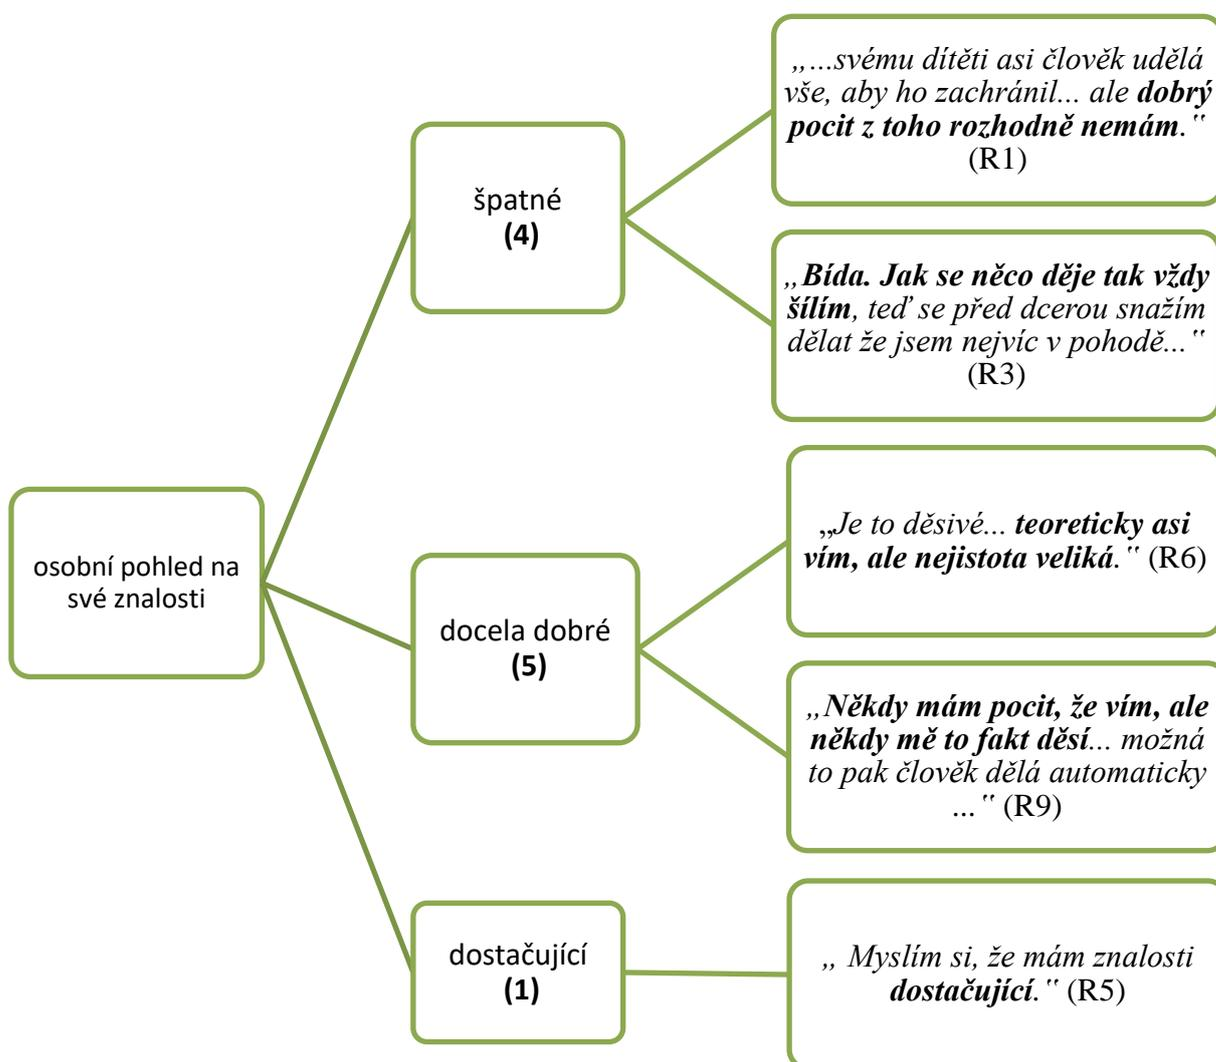 „...svému dítěti asi člověk udělá
vše, aby ho zachránil... ale dobrý
pocit z toho rozhodně nemám.“
(R1)
špatné
(4)
„Bída. Jak se něco děje tak vždy
šílím, teď se před dcerou snažím
dělat že jsem nejvíc v pohodě...“
(R3)
osobní pohled na
své znalosti
„Je to děsivé... teoreticky asi
vím, ale nejistota veliká.“ (R6)
docela dobré
(5)
„Někdy mám pocit, že vím, ale
někdy mě to fakt děsí... možná
to pak člověk dělá automaticky
...“ (R9)
dostačující
(1)
„ Myslím si, že mám znalosti
dostačující.“ (R5)